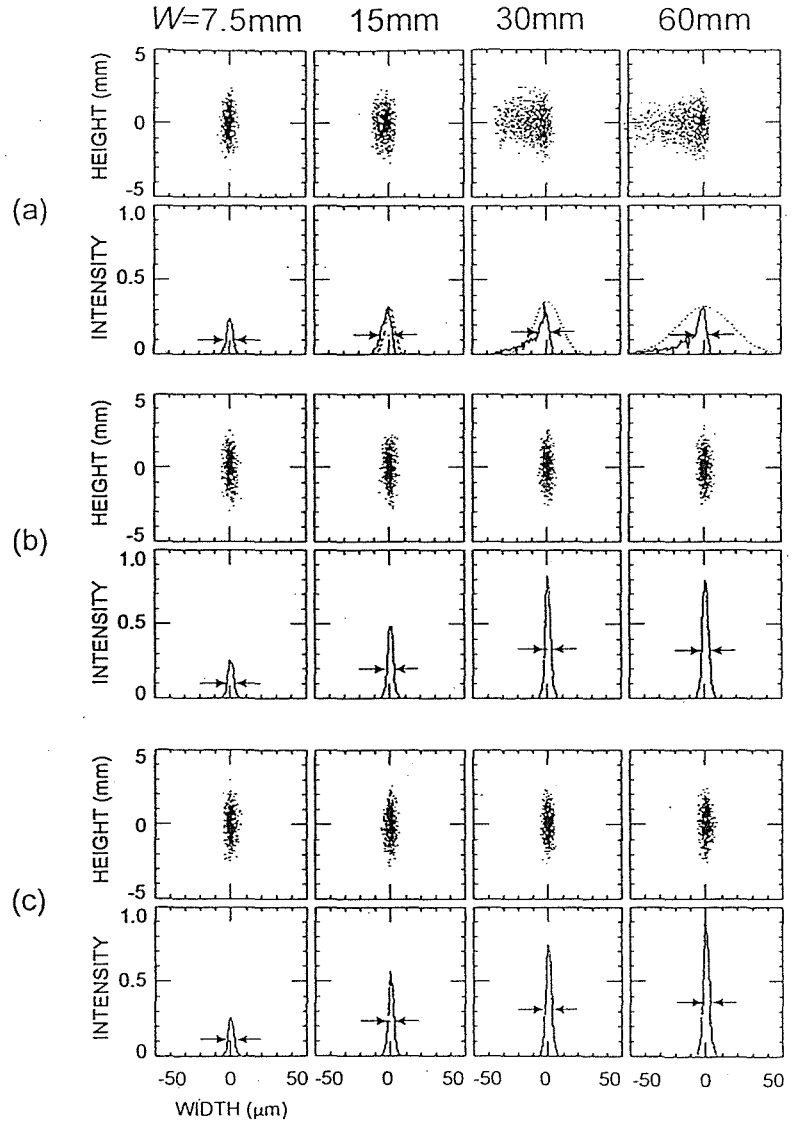 W=7.5mm 15mm 30mm 60mm
5
HEIGHT (mm)
0
-5
(a)
1.0
INTENSITY
0.5
0
5
HEIGHT (mm)
0
-5
(b)
1.0
INTENSITY
0.5
0
5
HEIGHT (mm)
0
-5
(c)
1.0
INTENSITY
0.5
0
-50 0 50 -50 0 50 -50 0 50 -50 0 50
WIDTH (μm)